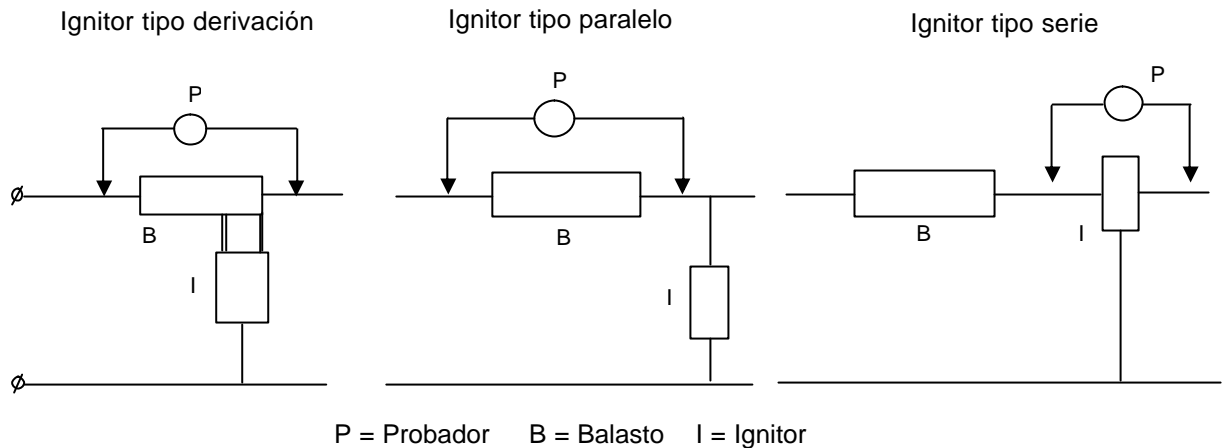 Ignitor tipo derivación
Ignitor tipo paralelo
Ignitor tipo serie
P
B
I
P
B
I
P
B
I
P = Probador B = Balasto I = Ignitor